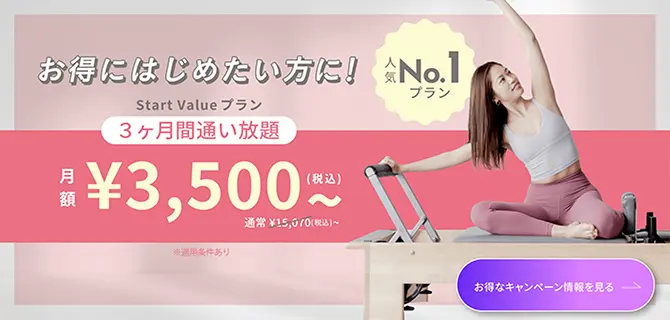 お得にはじめたい方に!
人気No.1
プラン
Start Value プラン
3ヶ月間通い放題
月額 ¥3,500~ (税込)
通常 ¥15,070(税込)~
※適用条件あり
お得なキャンペーン情報を見る